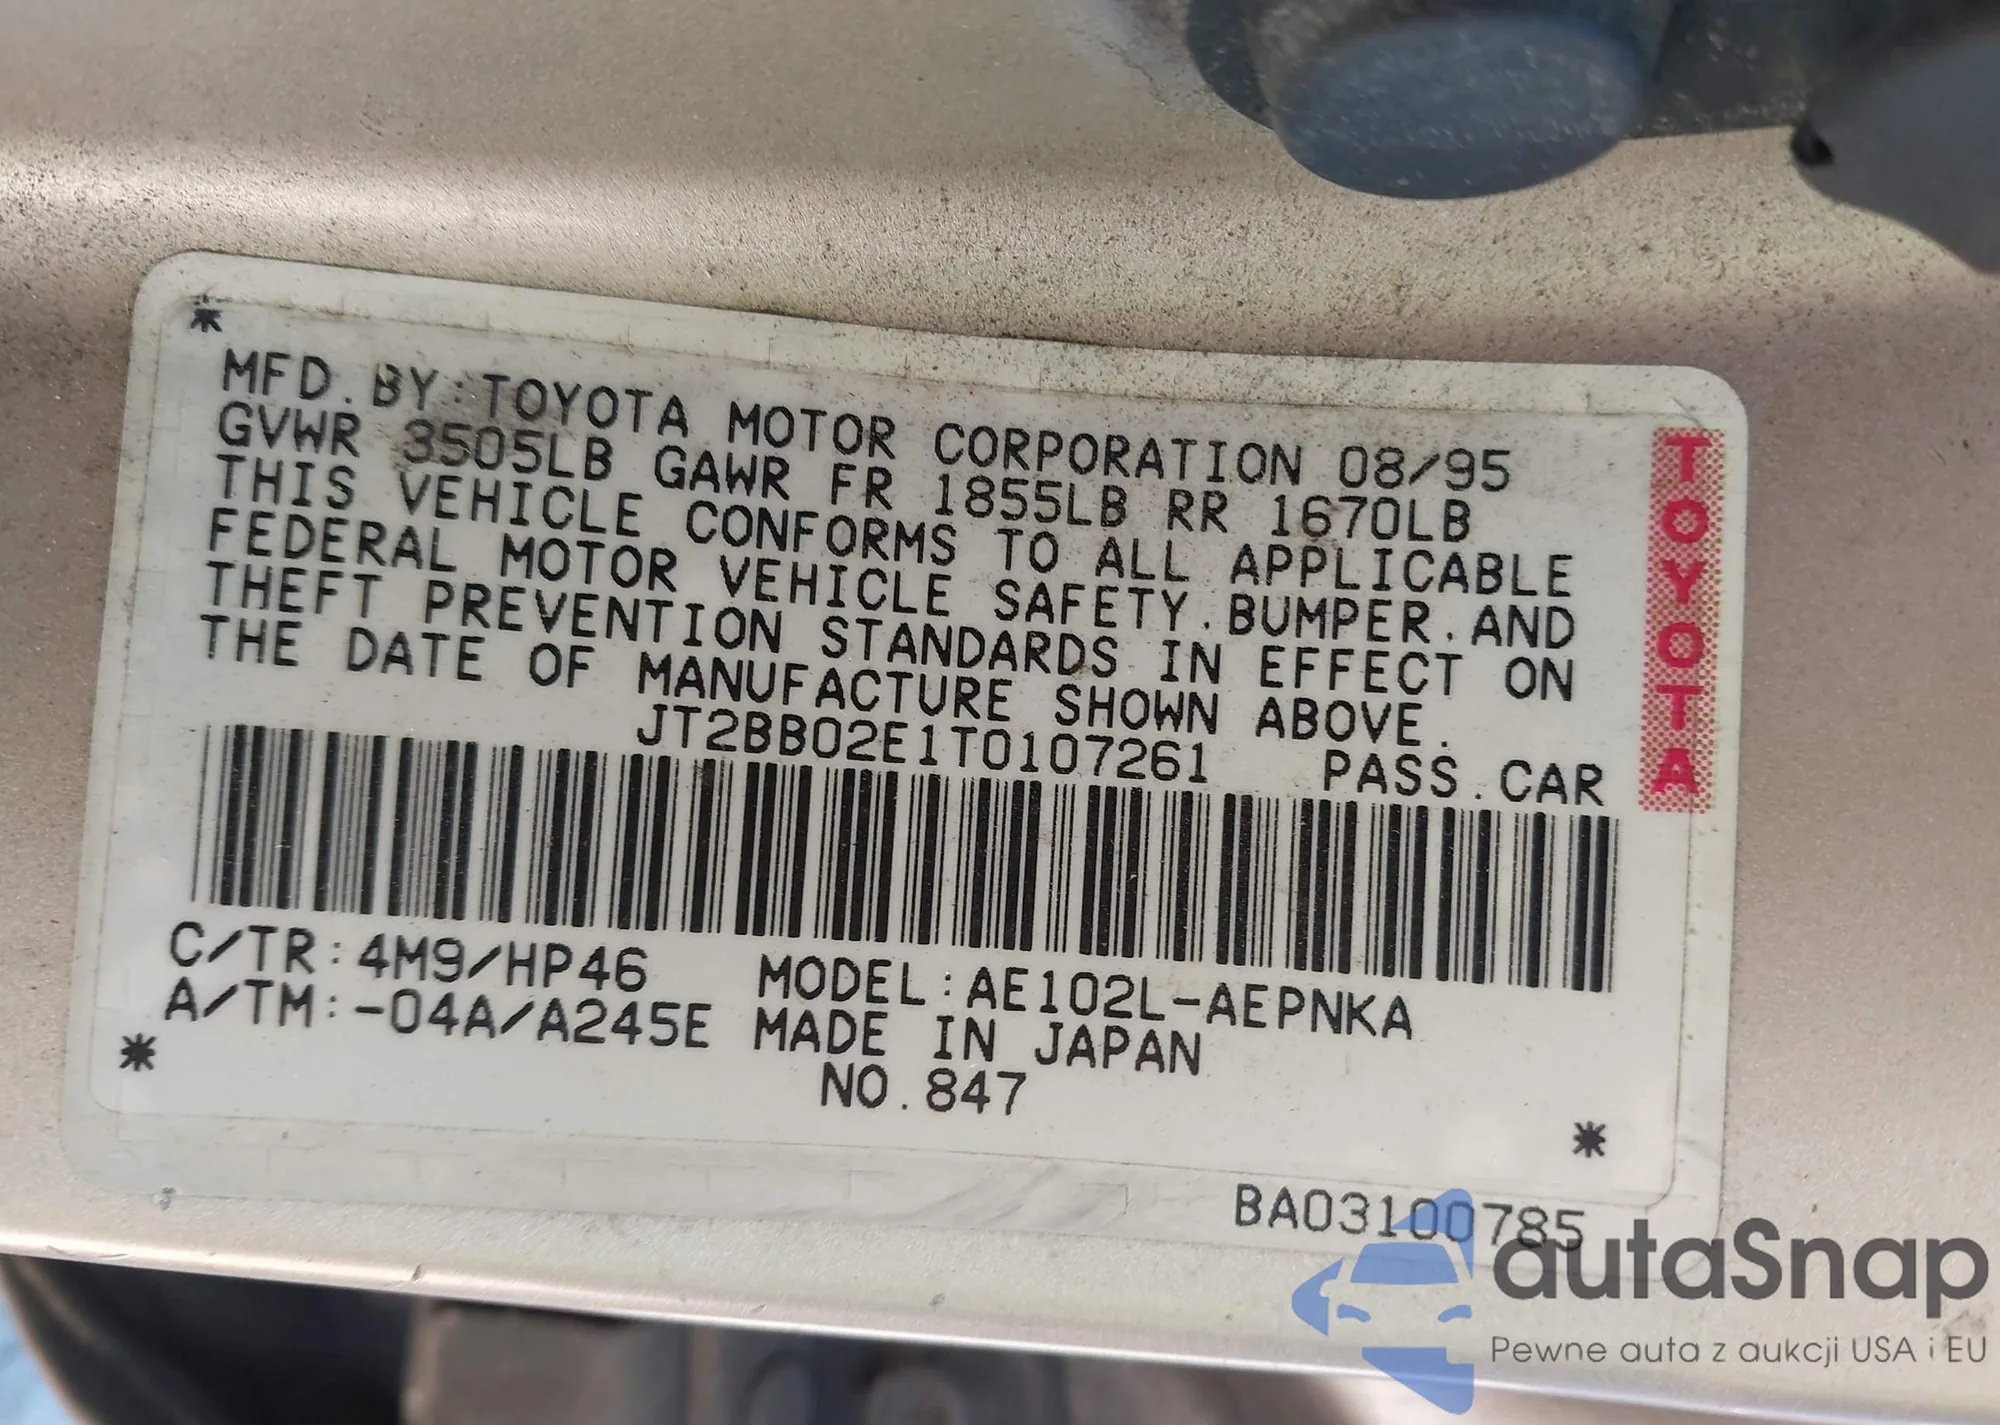 *
MFD.BY:TOYOTA MOTOR CORPORATION 08/95
GVWR 3505LB GAWR FR 1855LB RR 1670LB
THIS VEHICLE CONFORMS TO ALL APPLICABLE
FEDERAL MOTOR VEHICLE SAFETY.BUMPER.AND
THEFT PREVENTION STANDARDS IN EFFECT ON
THE DATE OF MANUFACTURE SHOWN ABOVE.
JT2BB02E1T0107261 PASS.CAR
TOYOTA
C/TR:4M9/HP46 MODEL:AE102L-AEPNKA
A/TM:-04A/A245E MADE IN JAPAN
NO.847
*
*
BA03100785
autaSnap
Pewne auta z aukcji USA i EU